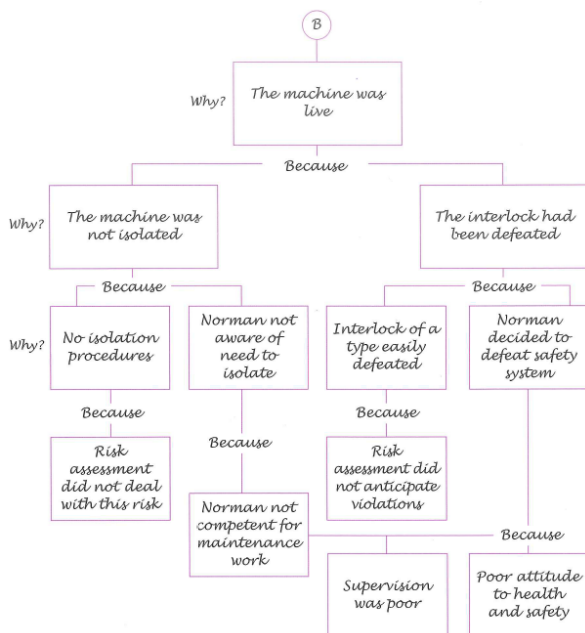 B
Why?
The machine was
live
Because
Why?
The machine was
not isolated
The interlock had
been defeated
Because
Because
Why?
No isolation
procedures
Norman not
aware of
need to
isolate
Interlock of a
type easily
defeated
Norman
decided to
defeat safety
system
Because
Because
Because
Risk
assessment
did not deal
with this risk
Risk
assessment did
not anticipate
violations
Norman not
competent for
maintenance
work
Because
Supervision
was poor
Poor attitude
to health
and safety